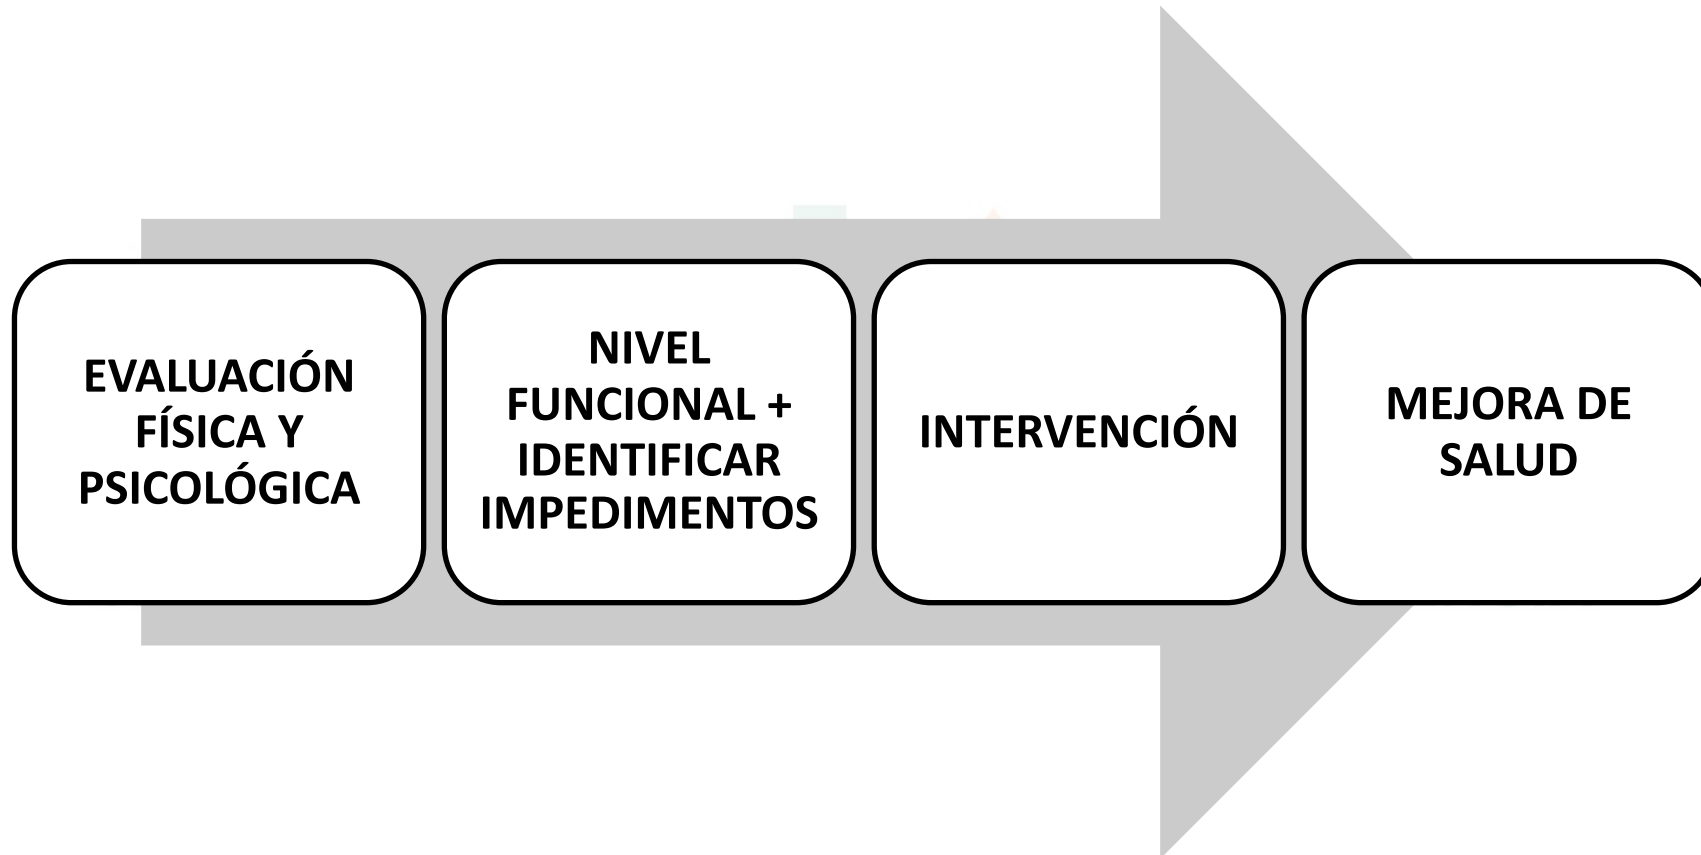 EVALUACIÓN
FÍSICA Y
PSICOLÓGICA
NIVEL
FUNCIONAL +
IDENTIFICAR
IMPEDIMENTOS
INTERVENCIÓN
MEJORA DE
SALUD